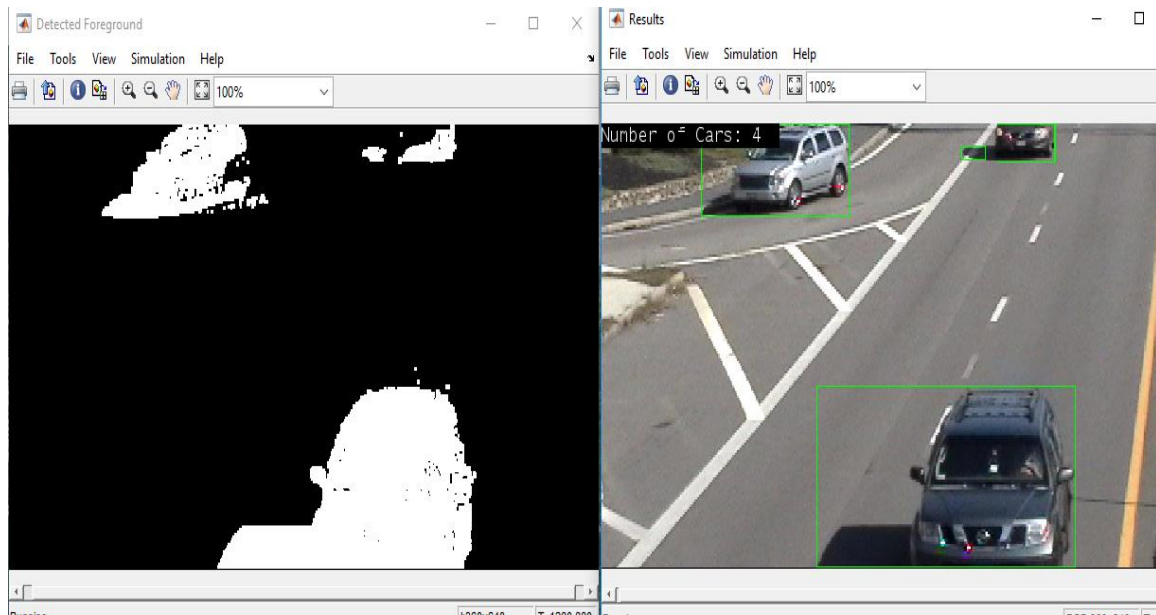 Detected Foreground
File Tools View Simulation Help
100%
Results
File Tools View Simulation Help
100%
Number of Cars: 4